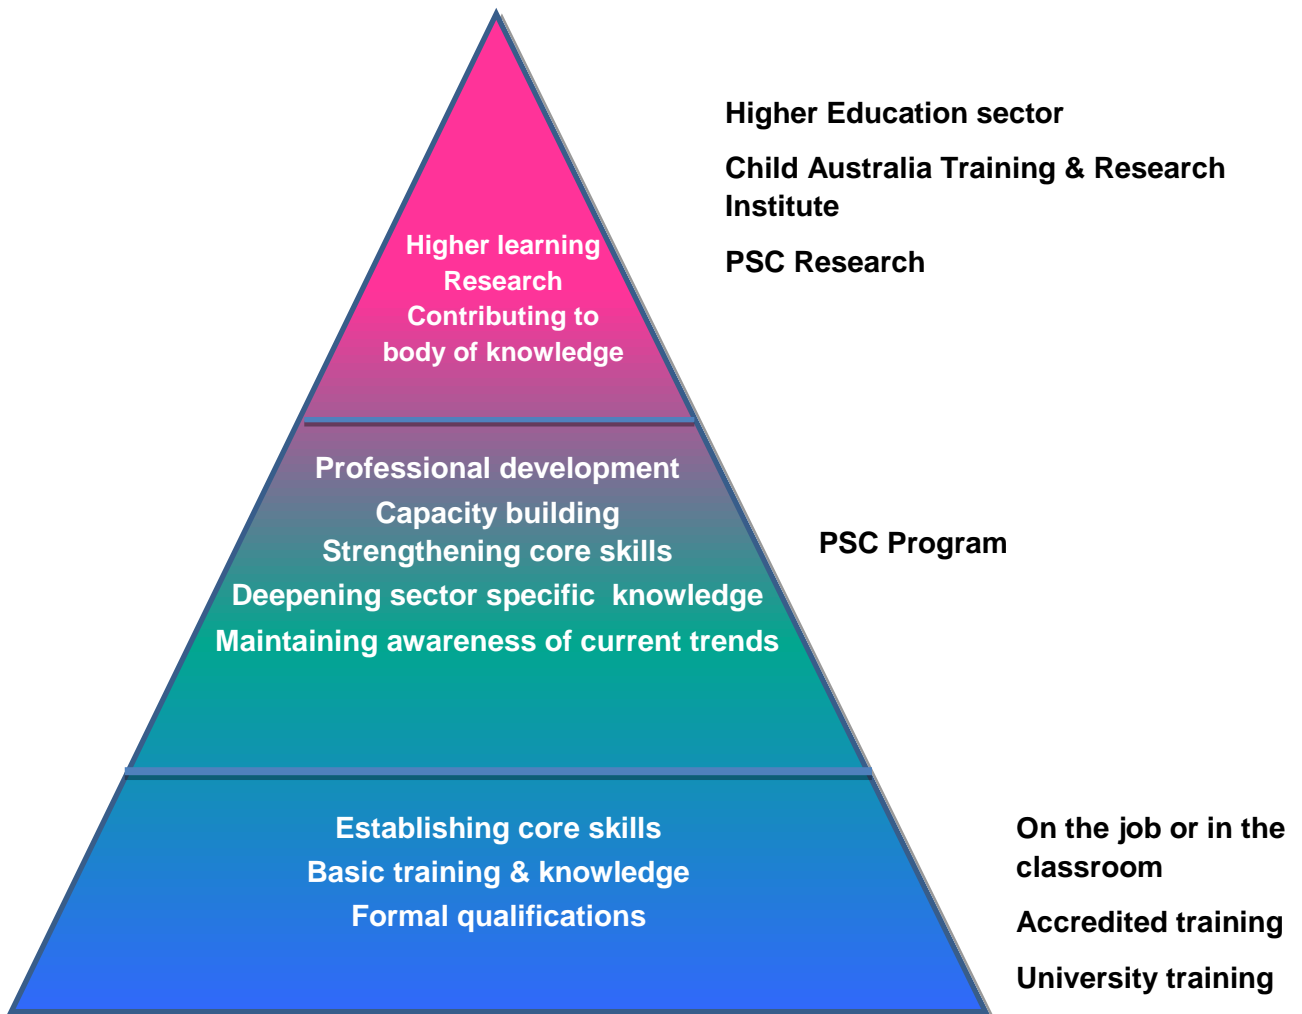 Higher Education sector
Child Australia Training & Research
Institute
PSC Research
Higher learning
Research
Contributing to
body of knowledge
Professional development
Capacity building
Strengthening core skills
Deepening sector specific  knowledge
Maintaining awareness of current trends
PSC Program
Establishing core skills
Basic training & knowledge
Formal qualifications
On the job or in the
classroom
Accredited training
University training